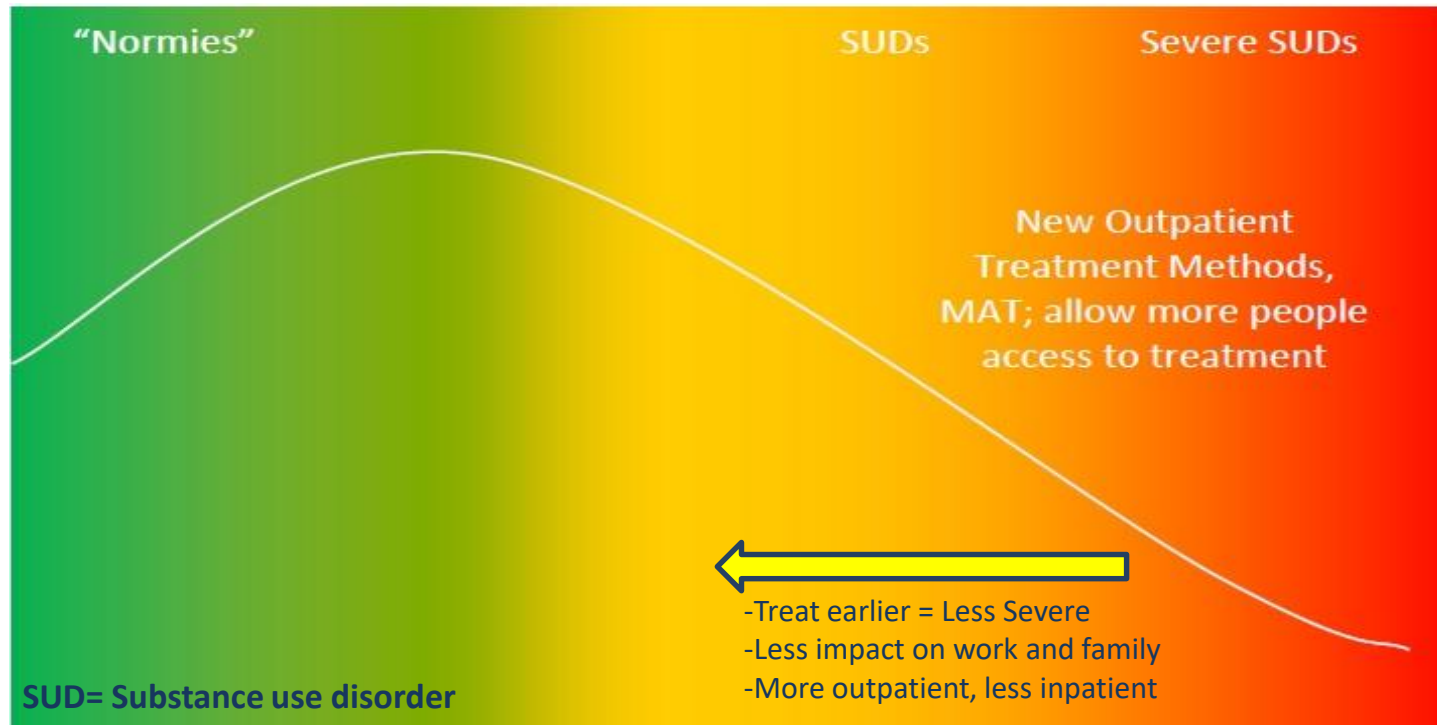 “Normies”
SUDs
Severe SUDs
New Outpatient
Treatment Methods,
MAT; allow more people
access to treatment
-Treat earlier = Less Severe
-Less impact on work and family
-More outpatient, less inpatient
SUD= Substance use disorder